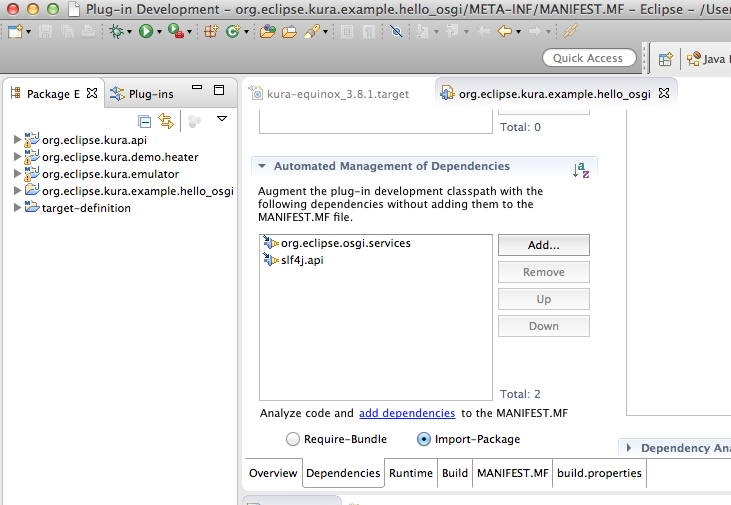 Plug-in Development - org.eclipse.kura.example.hello_osgi/META-INF/MANIFEST.MF - Eclipse - /User
Quick Access
Java
Package E
Plug-ins
kura-equinox_3.8.1.target
org.eclipse.kura.example.hello_osgi
org.eclipse.kura.api
org.eclipse.kura.demo.heater
org.eclipse.kura.emulator
org.eclipse.kura.example.hello_osgi
target-definition
Total: 0
Automated Management of Dependencies
Augment the plug-in development classpath with the
following dependencies without adding them to the
MANIFEST.MF file.
org.eclipse.osgi.services
slf4j.api
Add...
Remove
Up
Down
Total: 2
Analyze code and add dependencies to the MANIFEST.MF
Require-Bundle
Import-Package
Dependency Ana
Overview
Dependencies
Runtime
Build
MANIFEST.MF
build.properties